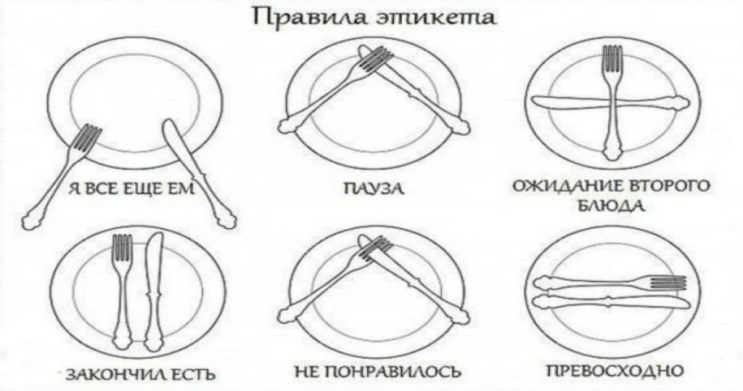 Правила этикета
Я ВСЕ ЕЩЕ ЕМ
ПАУЗА
ОЖИДАНИЕ ВТОРОГО
БЛЮДА
ЗАКОНЧИЛ ЕСТЬ
НЕ ПОНРАВИЛОСЬ
ПРЕВОСХОДНО